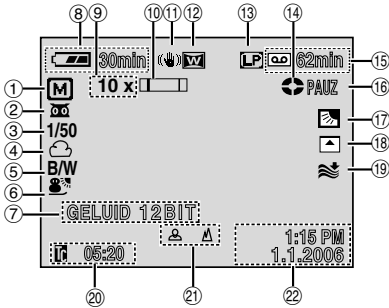 ⑧ ⑨ ⑩ ⑪ ⑫ ⑬ ⑭
30min W LP 62min ⑮
① M 10 x PAUZ ⑯
②
③ 1/50 ⑰
④ ⑱
⑤ B/W ⑲
⑥
⑦ GELUID 12BIT
1:15 PM
TC 05:20 1.1.2006
⑳ ㉑ ㉒